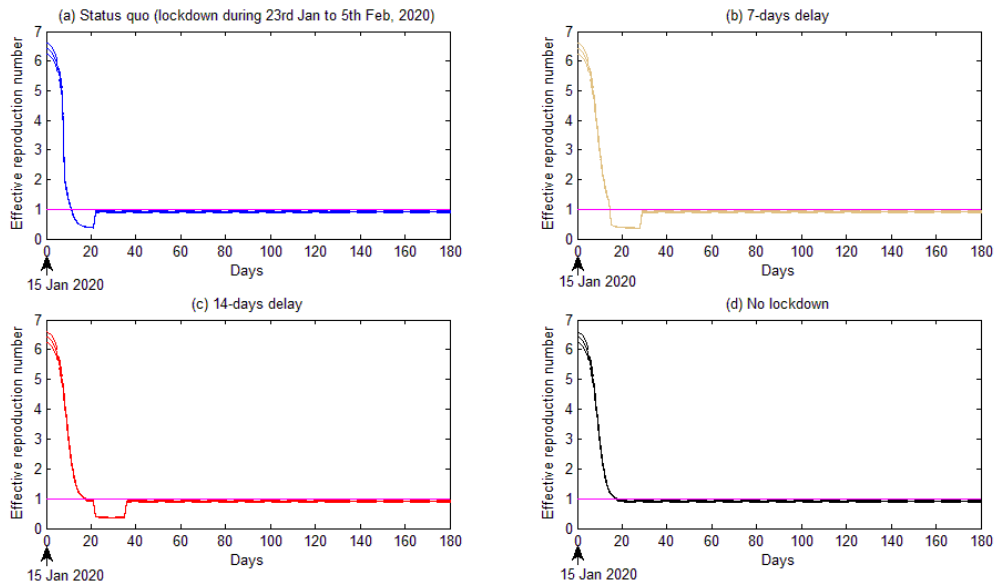 (a) Status quo (lockdown during 23rd Jan to 5th Feb, 2020)
Effective reproduction number
7
6
5
4
3
2
1
0
0 20 40 60 80 100 120 140 160 180
Days
15 Jan 2020
(b) 7-days delay
Effective reproduction number
7
6
5
4
3
2
1
0
0 20 40 60 80 100 120 140 160 180
Days
15 Jan 2020
(c) 14-days delay
Effective reproduction number
7
6
5
4
3
2
1
0
0 20 40 60 80 100 120 140 160 180
Days
15 Jan 2020
(d) No lockdown
Effective reproduction number
7
6
5
4
3
2
1
0
0 20 40 60 80 100 120 140 160 180
Days
15 Jan 2020